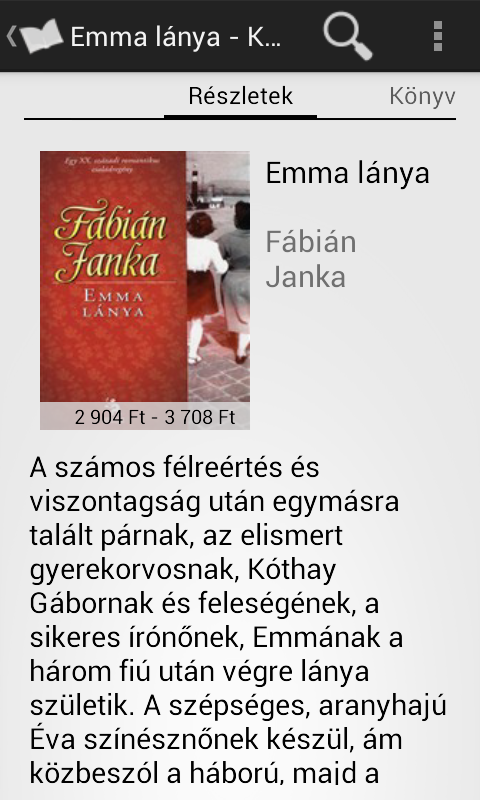 Emma lánya - K...
Részletek
Könyv
Egy XX. századi romantikus
családregény
Fábián
Janka
EMMA
LÁNYA
2 904 Ft - 3 708 Ft
Emma lánya
Fábián
Janka
A számos félreértés és
viszontagság után egymásra
talált párnak, az elismert
gyerekorvosnak, Kóthay
Gábornak és feleségének, a
sikeres írónőnek, Emmának a
három fiú után végre lánya
születik. A szépséges, aranyhajú
Éva színésznőnek készül, ám
közbeszól a háború, majd a